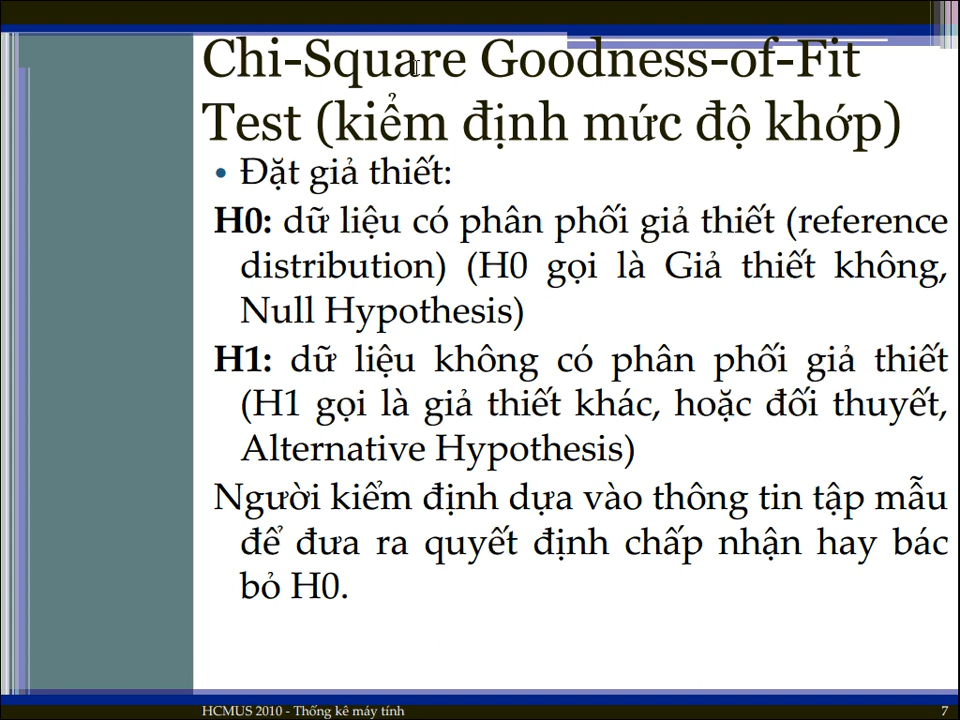 Chi-Square Goodness-of-Fit
Test (kiểm định mức độ khớp)
• Đặt giả thiết:
H0: dữ liệu có phân phối giả thiết (reference
distribution) (H0 gọi là Giả thiết không,
Null Hypothesis)
H1: dữ liệu không có phân phối giả thiết
(H1 gọi là giả thiết khác, hoặc đối thuyết,
Alternative Hypothesis)
Người kiểm định dựa vào thông tin tập mẫu
để đưa ra quyết định chấp nhận hay bác
bỏ H0.
HCMUS 2010 - Thống kê máy tính
7